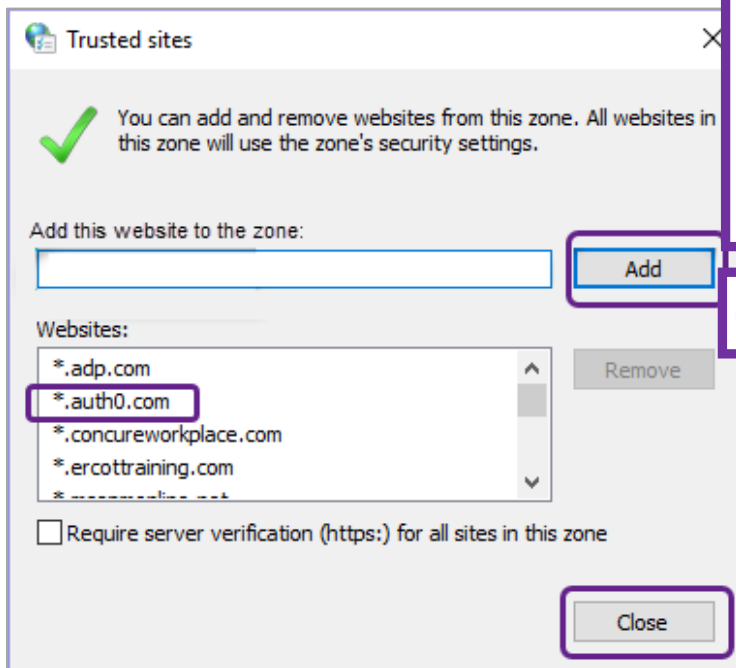 Trusted sites
You can add and remove websites from this zone. All websites in
this zone will use the zone's security settings.
Add this website to the zone:
Add
Websites:
*.adp.com
Remove
*.auth0.com
*.concureworkplace.com
*.ercottraining.com
Require server verification (https:) for all sites in this zone
Close